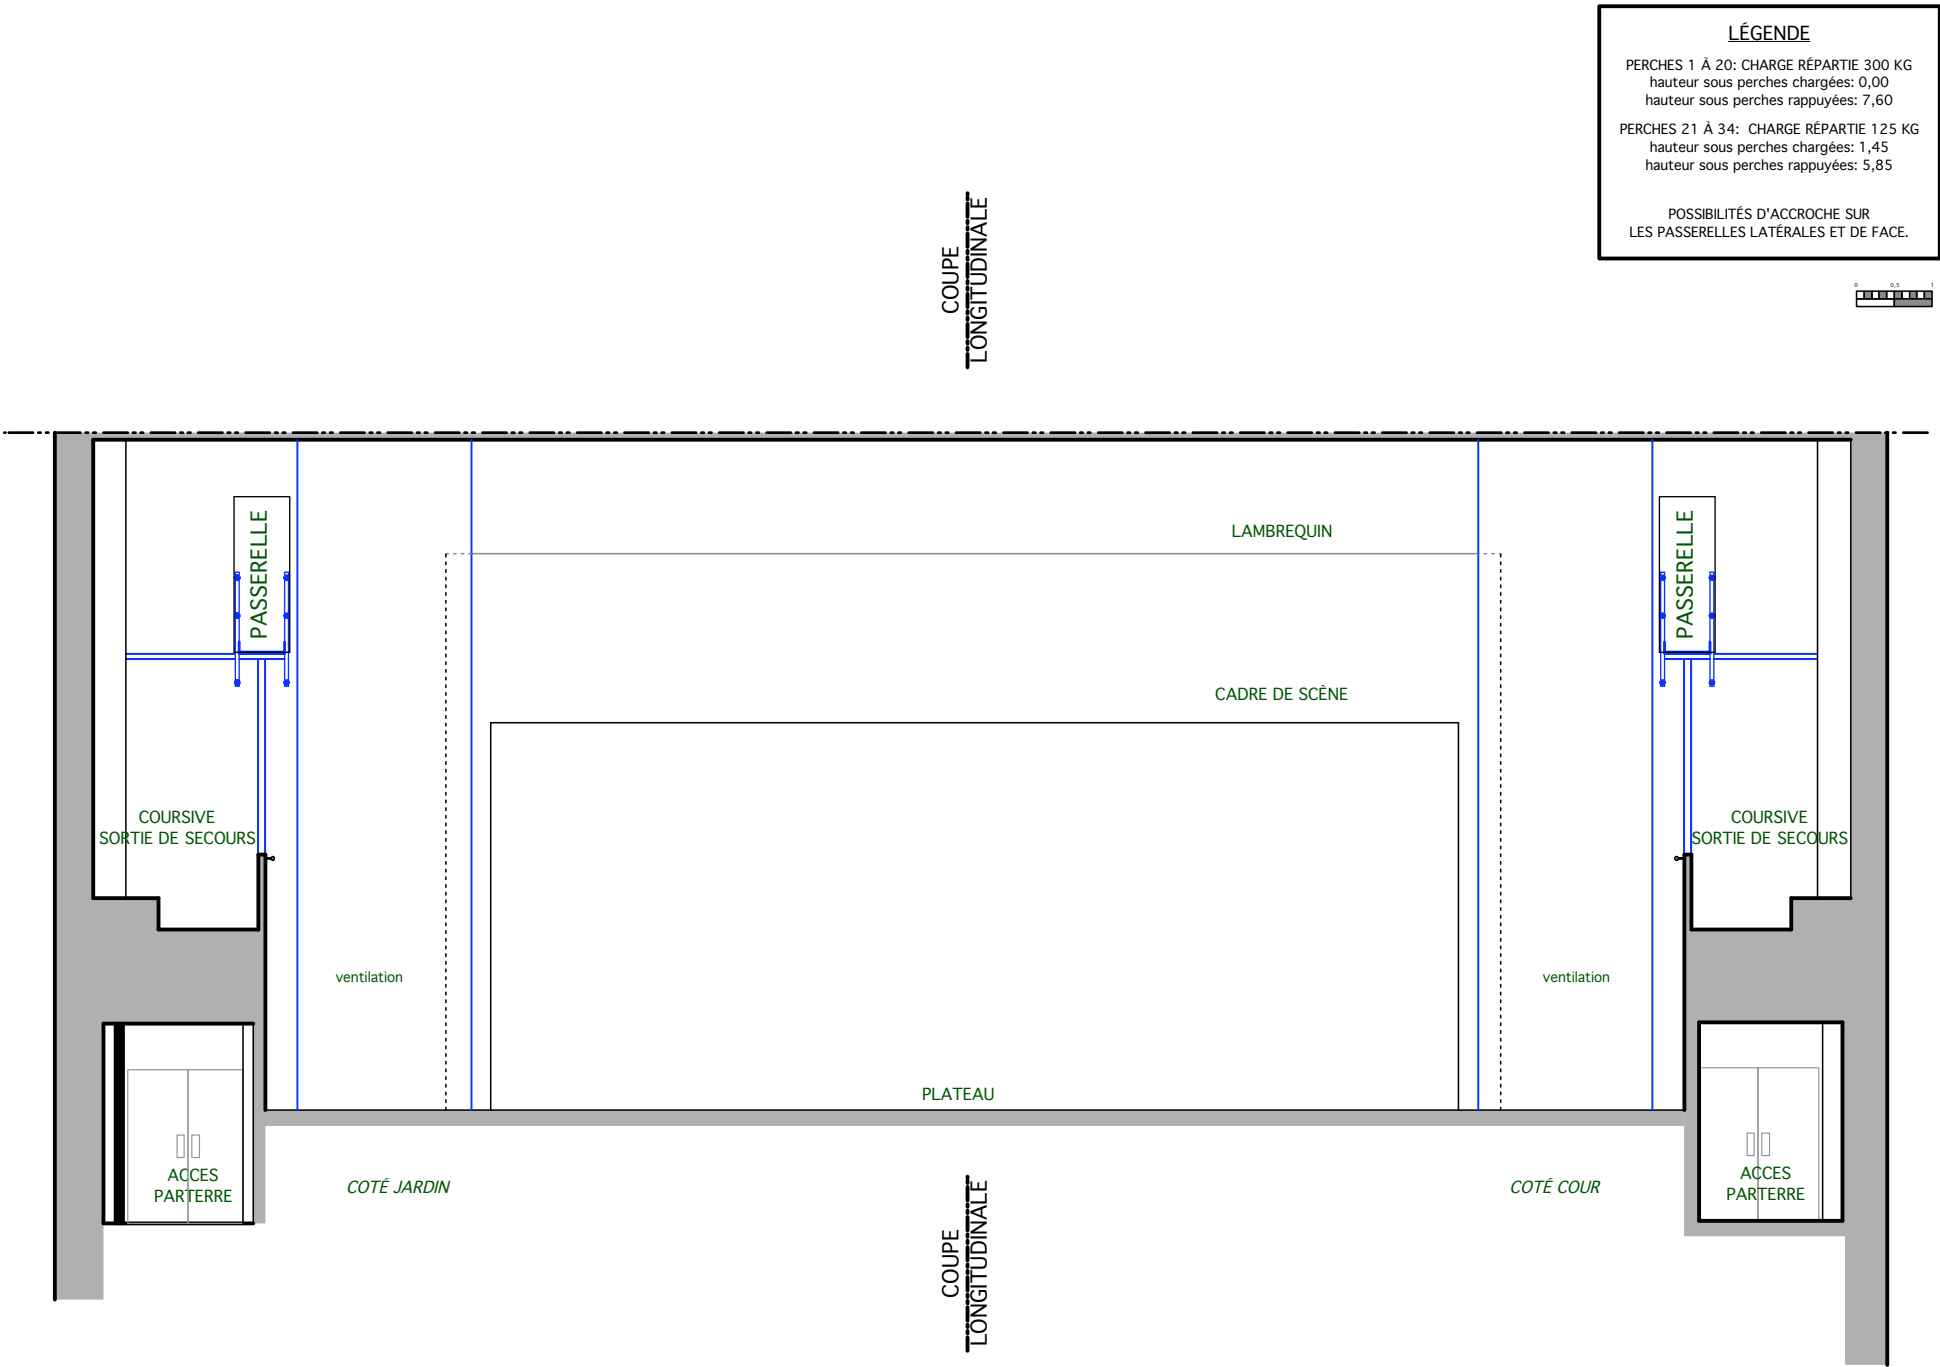 LÉGENDE
PERCHES 1 À 20: CHARGE RÉPARTIE 300 KG
hauteur sous perches chargées: 0,00
hauteur sous perches rappuyées: 7,60
PERCHES 21 À 34: CHARGE RÉPARTIE 125 KG
hauteur sous perches chargées: 1,45
hauteur sous perches rappuyées: 5,85
POSSIBILITÉS D'ACCROCHE SUR
LES PASSERELLES LATÉRALES ET DE FACE.
0 0,5 1
COUPE
LONGITUDINALE
PASSERELLE
LAMBREQUIN
PASSERELLE
CADRE DE SCÈNE
COURSIVE
SORTIE DE SECOURS
COURSIVE
SORTIE DE SECOURS
ventilation
ventilation
PLATEAU
ACCES
PARTERRE
COTÉ JARDIN
COTÉ COUR
ACCES
PARTERRE
COUPE
LONGITUDINALE